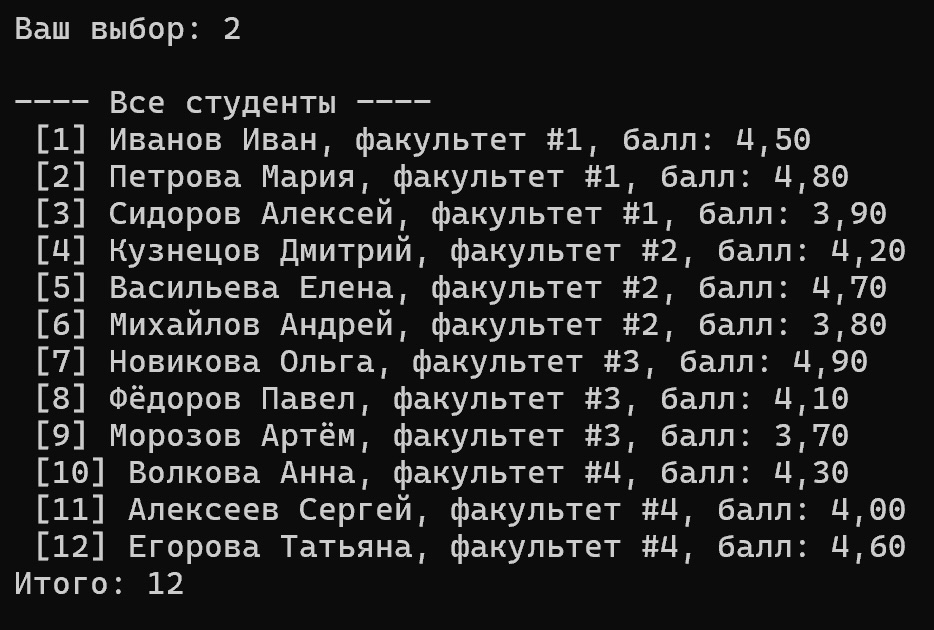 Ваш выбор: 2
---- Все студенты ----
[1] Иванов Иван, факультет #1, балл: 4,50
[2] Петрова Мария, факультет #1, балл: 4,80
[3] Сидоров Алексей, факультет #1, балл: 3,90
[4] Кузнецов Дмитрий, факультет #2, балл: 4,20
[5] Васильева Елена, факультет #2, балл: 4,70
[6] Михайлов Андрей, факультет #2, балл: 3,80
[7] Новикова Ольга, факультет #3, балл: 4,90
[8] Фёдоров Павел, факультет #3, балл: 4,10
[9] Морозов Артём, факультет #3, балл: 3,70
[10] Волкова Анна, факультет #4, балл: 4,30
[11] Алексеев Сергей, факультет #4, балл: 4,00
[12] Егорова Татьяна, факультет #4, балл: 4,60
Итого: 12